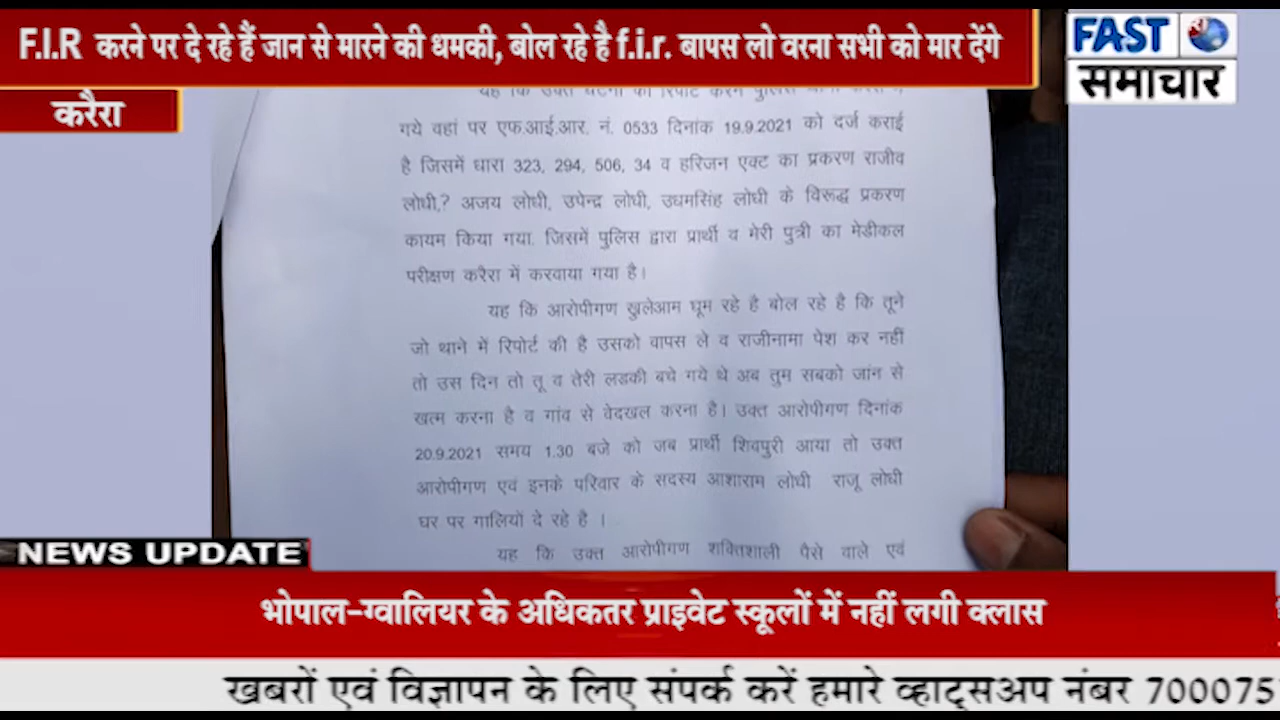 F.I.R करने पर दे रहे हैं जान से मारने की धमकी, बोल रहे है f.i.r. बापस लो वरना सभी को मार देंगे
FAST
समाचार
करैरा
गये वहां पर एफ.आई.आर. नं. 0533 दिनांक 19.9.2021 को दर्ज कराई
है जिसमें धारा 323, 294, 506, 34 व हरिजन एक्ट का प्रकरण राजीव
लोधी,? अजय लोधी, उपेन्द्र लोधी, उधमसिंह लोधी के विरूद्ध प्रकरण
कायम किया गया. जिसमें पुलिस द्वारा प्रार्थी व मेरी पुत्री का मेडीकल
परीक्षण करैरा में करवाया गया है।
यह कि आरोपीगण खुलेआम घूम रहे है बोल रहे है कि तूने
जो थाने में रिपोर्ट की है उसको वापस ले व राजीनामा पेश कर नहीं
तो उस दिन तो तू व तेरी लडकी बचे गये थे अब तुम सबको जांन से
खत्म करना है व गांव से वेदखल करना है। उक्त आरोपीगण दिनांक
20.9.2021 समय 1.30 बजे को जब प्रार्थी शिवपुरी आया तो उक्त
आरोपीगण एवं इनके परिवार के सदस्य आशाराम लोधी राजू लोधी
घर पर गालियों दे रहे है ।
यह कि उक्त आरोपीगण शक्तिशाली पैसे वाले एवं
NEWS UPDATE
भोपाल-ग्वालियर के अधिकतर प्राइवेट स्कूलों में नहीं लगी क्लास
खबरों एवं विज्ञापन के लिए संपर्क करें हमारे व्हाट्सअप नंबर 700075